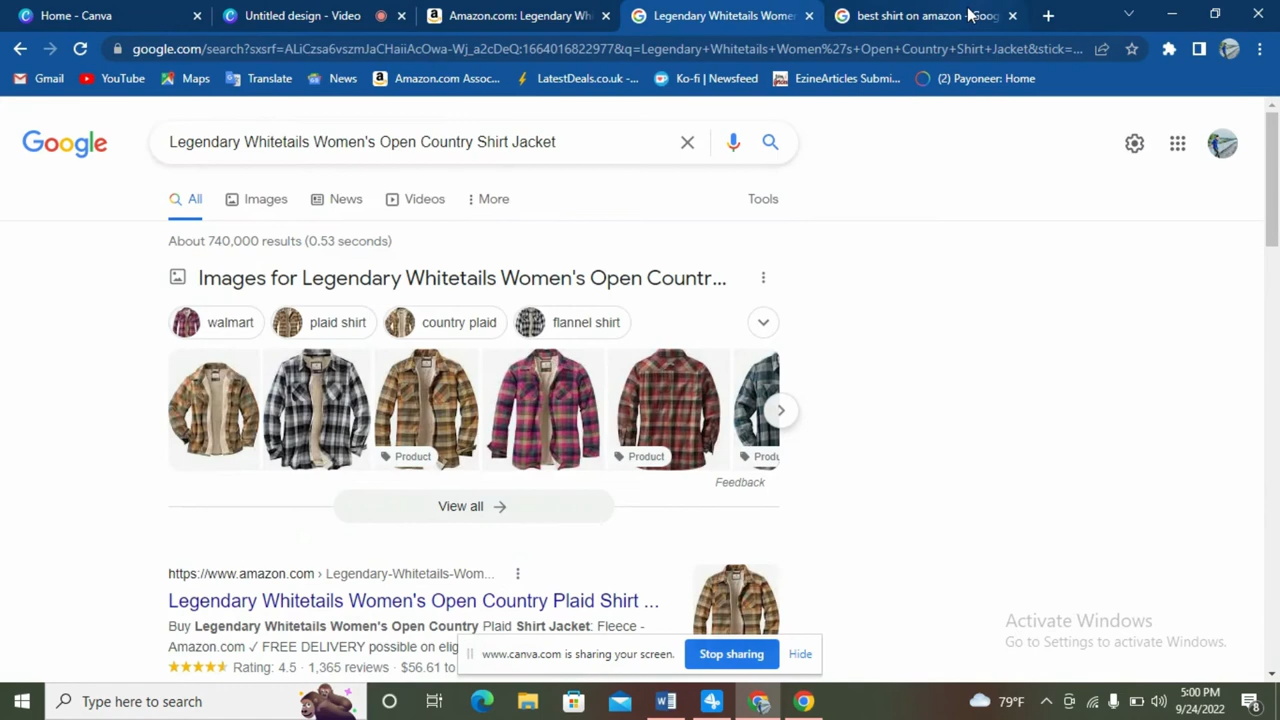 Home - Canva
Untitled design - Video
Amazon.com: Legendary Wh
Legendary Whitetails Wome
best shirt on amazon - Goog
google.com/search?sxsrf=ALiCzsa6vszmJaCHaiiAcOwa-Wj_a2cDeQ:1664016822977&q=Legendary+Whitetails+Women%27s+Open+Country+Shirt+Jacket&stick=...
Gmail
YouTube
Maps
Translate
News
Amazon.com Assoc...
LatestDeals.co.uk -...
Ko-fi | Newsfeed
EzineArticles Submi...
(2) Payoneer: Home
Google
Legendary Whitetails Women's Open Country Shirt Jacket
All
Images
News
Videos
More
Tools
About 740,000 results (0.53 seconds)
Images for Legendary Whitetails Women's Open Countr...
walmart
plaid shirt
country plaid
flannel shirt
Product
Product
Produ
Feedback
View all
https://www.amazon.com › Legendary-Whitetails-Wom...
Legendary Whitetails Women's Open Country Plaid Shirt ...
Buy Legendary Whitetails Women's Open Country Plaid Shirt Jacket: Fleece -
Amazon.com ✓ FREE DELIVERY possible on elig
Rating: 4.5 · 1,365 reviews · $56.61 to
www.canva.com is sharing your screen.
Stop sharing
Hide
Activate Windows
Go to Settings to activate Windows.
Type here to search
79°F
5:00 PM
9/24/2022
8